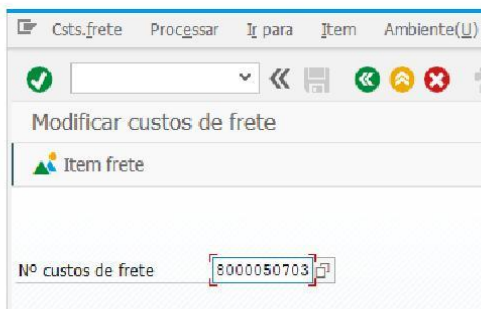 Csts.frete Processar Ir para Item Ambiente(U)
Modificar custos de frete
Item frete
Nº custos de frete 8000050703